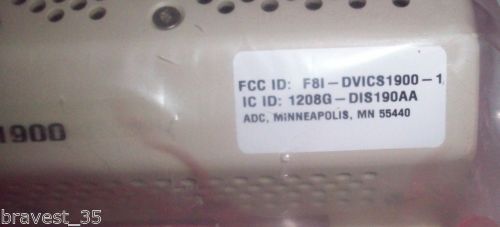 FCC ID: F8I-DVICS1900-1
IC ID: 1208G-DIS190AA
ADC, MINNEAPOLIS, MN 55440
1900
bravest_35